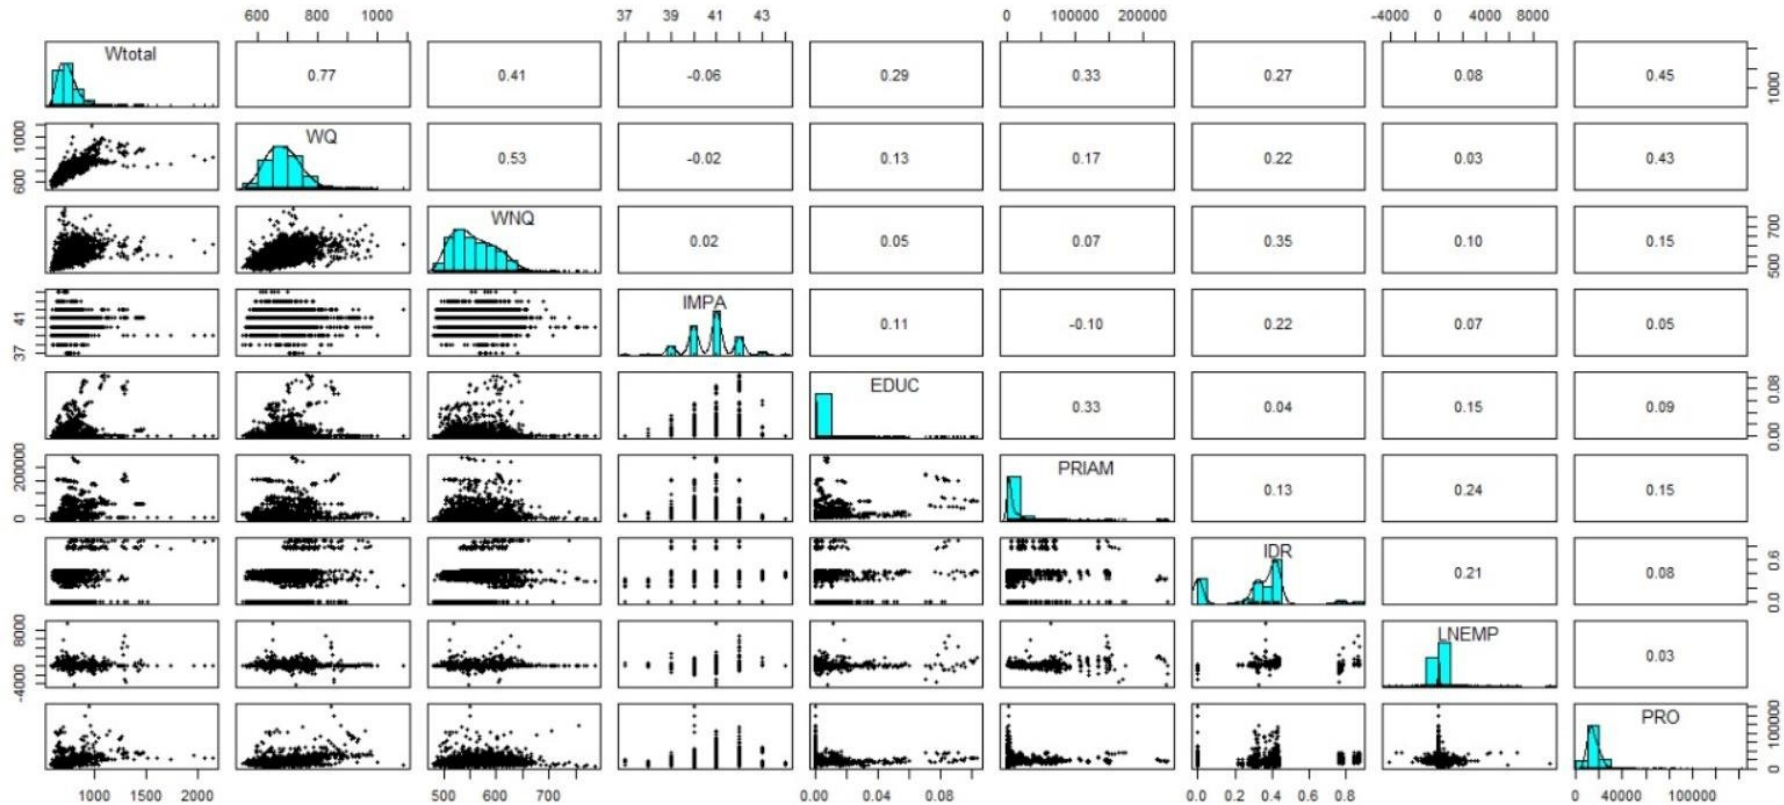 600 800 1000 37 39 41 43 0 100000 200000 -4000 0 4000 8000
Wtotal 0.77 0.41 -0.06 0.29 0.33 0.27 0.08 0.45 1000
600 1000 WQ 0.53 -0.02 0.13 0.17 0.22 0.03 0.43
WNQ 0.02 0.05 0.07 0.35 0.10 0.15 500 700
37 41 IMPA 0.11 -0.10 0.22 0.07 0.05
EDUC 0.33 0.04 0.15 0.09 0.00 0.08
0 200000 PRIAM 0.13 0.24 0.15
IDR 0.21 0.08 0.0 0.6
-4000 8000 LNEMP 0.03
PRO 0 100000
1000 1500 2000 500 600 700 0.00 0.04 0.08 0.0 0.2 0.4 0.6 0.8 0 40000 100000